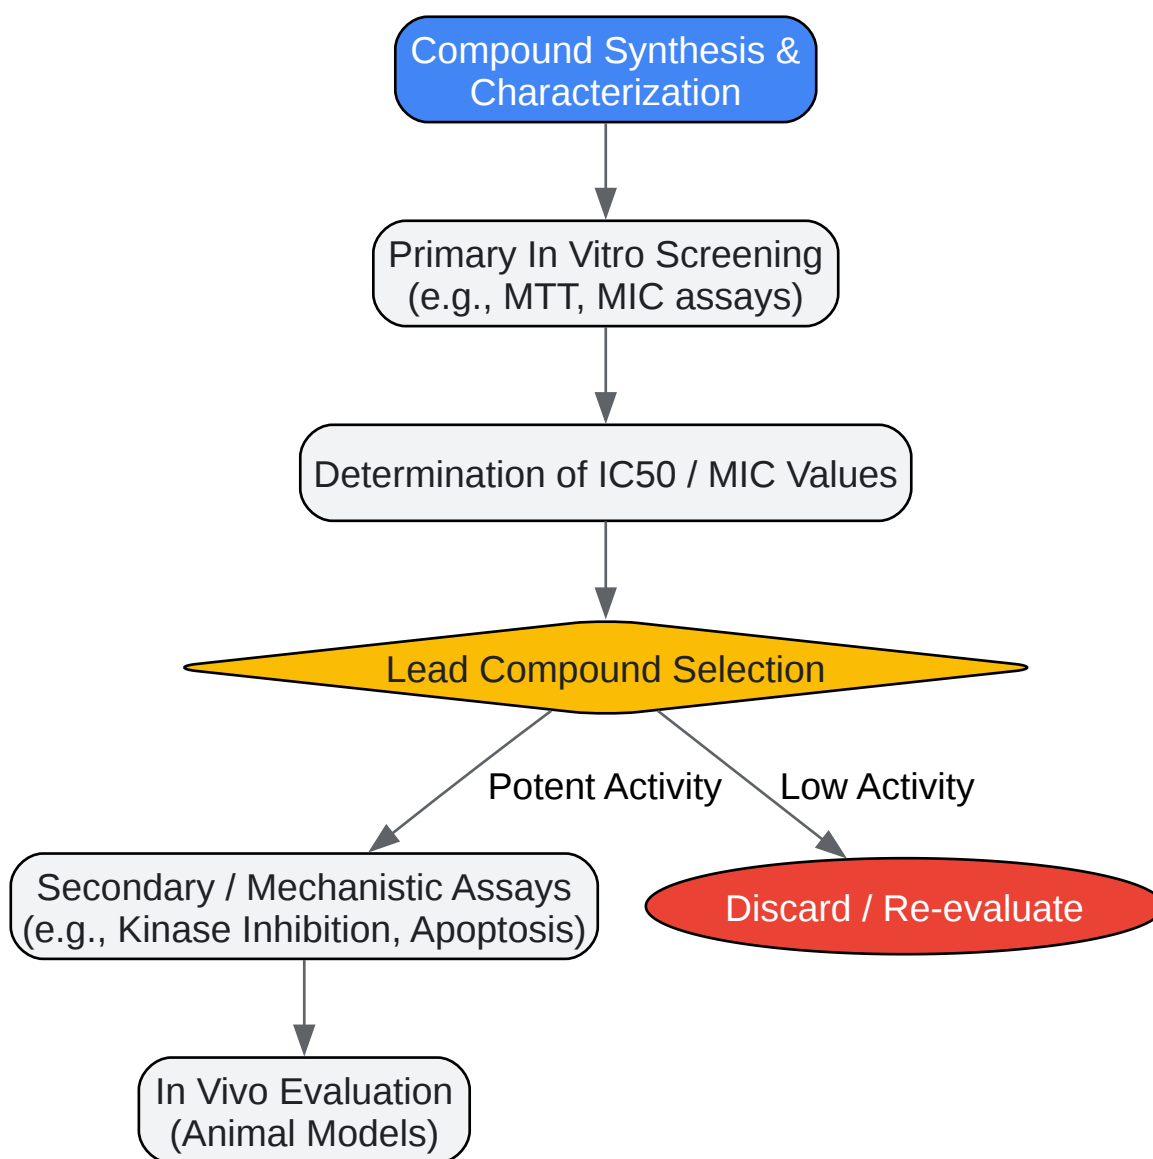 Compound Synthesis &
Characterization
Primary In Vitro Screening
(e.g., MTT, MIC assays)
Determination of IC50 / MIC Values
Lead Compound Selection
Potent Activity
Low Activity
Secondary / Mechanistic Assays
(e.g., Kinase Inhibition, Apoptosis)
Discard / Re-evaluate
In Vivo Evaluation
(Animal Models)